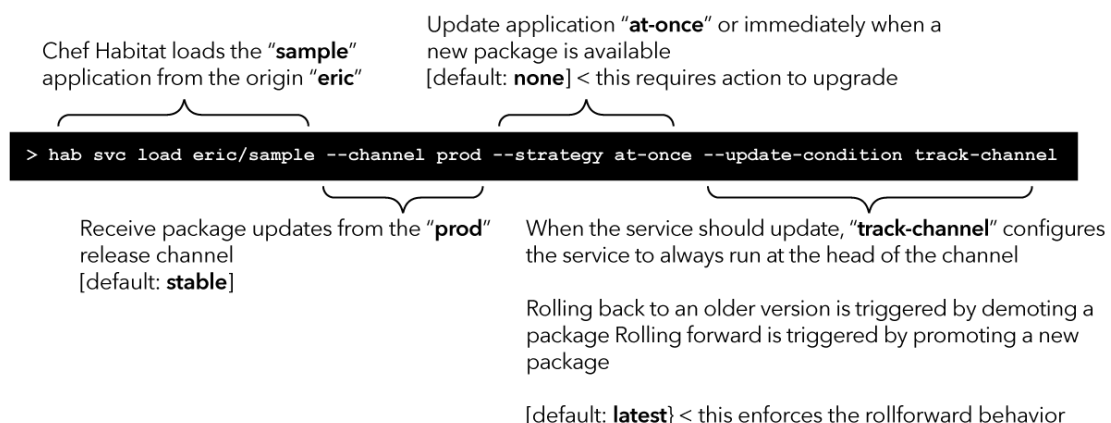 Chef Habitat loads the “sample”
application from the origin “eric”
Update application “at-once” or immediately when a
new package is available
[default: none] < this requires action to upgrade
> hab svc load eric/sample --channel prod --strategy at-once --update-condition track-channel
Receive package updates from the “prod”
release channel
[default: stable]
When the service should update, “track-channel” configures
the service to always run at the head of the channel
Rolling back to an older version is triggered by demoting a
package Rolling forward is triggered by promoting a new
package
[default: latest} < this enforces the rollforward behavior